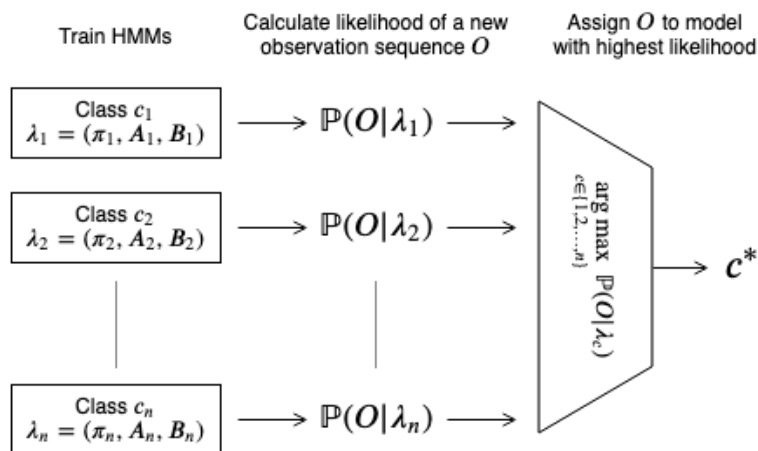 Train HMMs
Calculate likelihood of a new
observation sequence O
Assign O to model
with highest likelihood
Class c₁
λ₁ = (π₁, A₁, B₁)
ℙ(O|λ₁)
Class c₂
λ₂ = (π₂, A₂, B₂)
ℙ(O|λ₂)
Class cₙ
λₙ = (πₙ, Aₙ, Bₙ)
ℙ(O|λₙ)
arg max ℙ(O|λ_c)
c∈{1,2,...,n}
c*